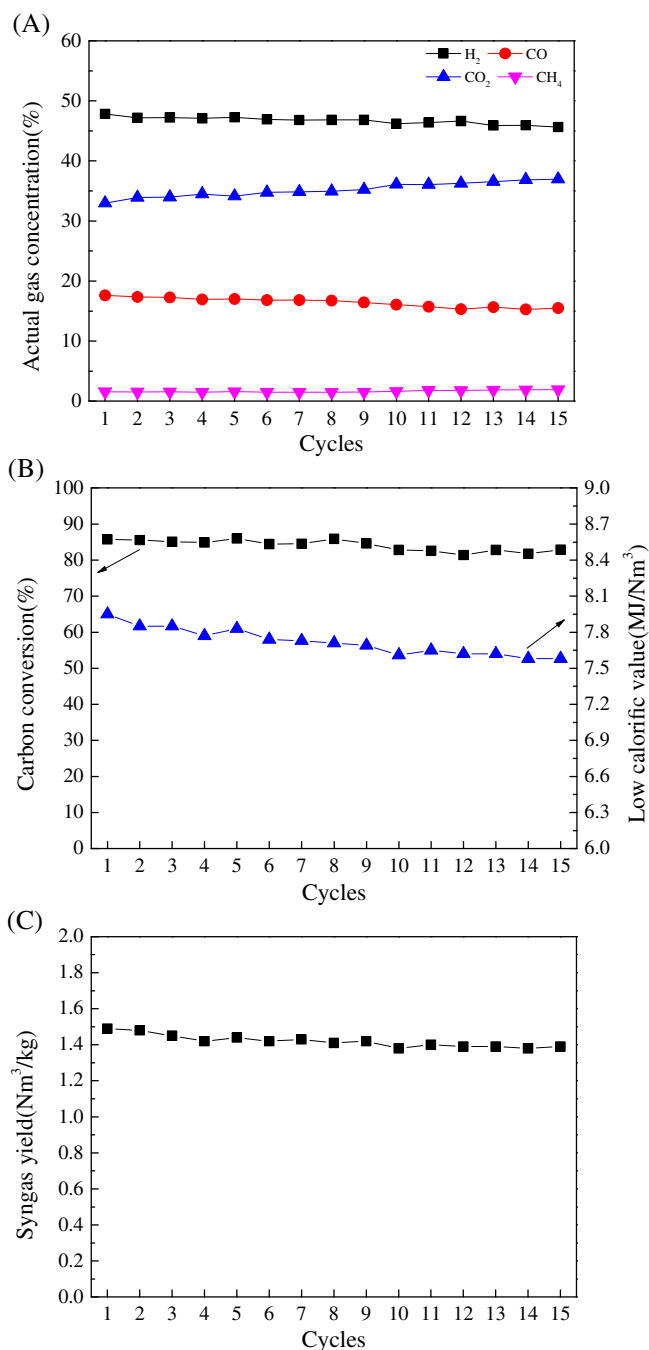 (A)
60
50
40
30
20
10
0
Actual gas concentration(%)
H2 CO
CO2 CH4
1 2 3 4 5 6 7 8 9 10 11 12 13 14 15
Cycles
(B)
100
90
80
70
60
50
40
30
20
10
0
Carbon conversion(%)
9.0
8.7
8.4
8.1
7.8
7.5
7.2
6.9
6.6
6.3
6.0
Low calorific value(MJ/Nm³)
1 2 3 4 5 6 7 8 9 10 11 12 13 14 15
Cycles
(C)
2.0
1.8
1.6
1.4
1.2
1.0
0.8
0.6
0.4
0.2
0.0
Syngas yield(Nm³/kg)
1 2 3 4 5 6 7 8 9 10 11 12 13 14 15
Cycles